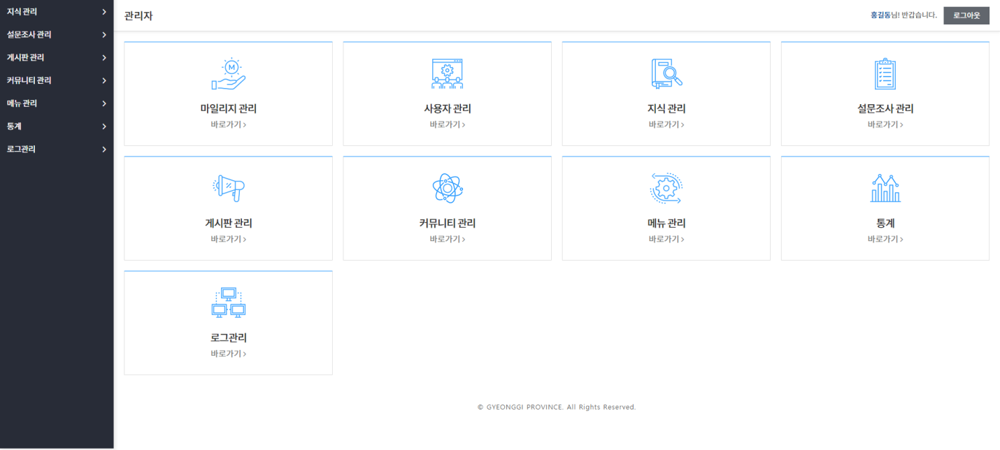 지식 관리
설문조사 관리
게시판 관리
커뮤니티 관리
메뉴 관리
통계
로그관리
관리자
홍길동님! 반갑습니다.
로그아웃
M
마일리지 관리
바로가기 >
사용자 관리
바로가기 >
지식 관리
바로가기 >
설문조사 관리
바로가기 >
%
게시판 관리
바로가기 >
커뮤니티 관리
바로가기 >
메뉴 관리
바로가기 >
통계
바로가기 >
로그관리
바로가기 >
© GYEONGGI PROVINCE. All Rights Reserved.